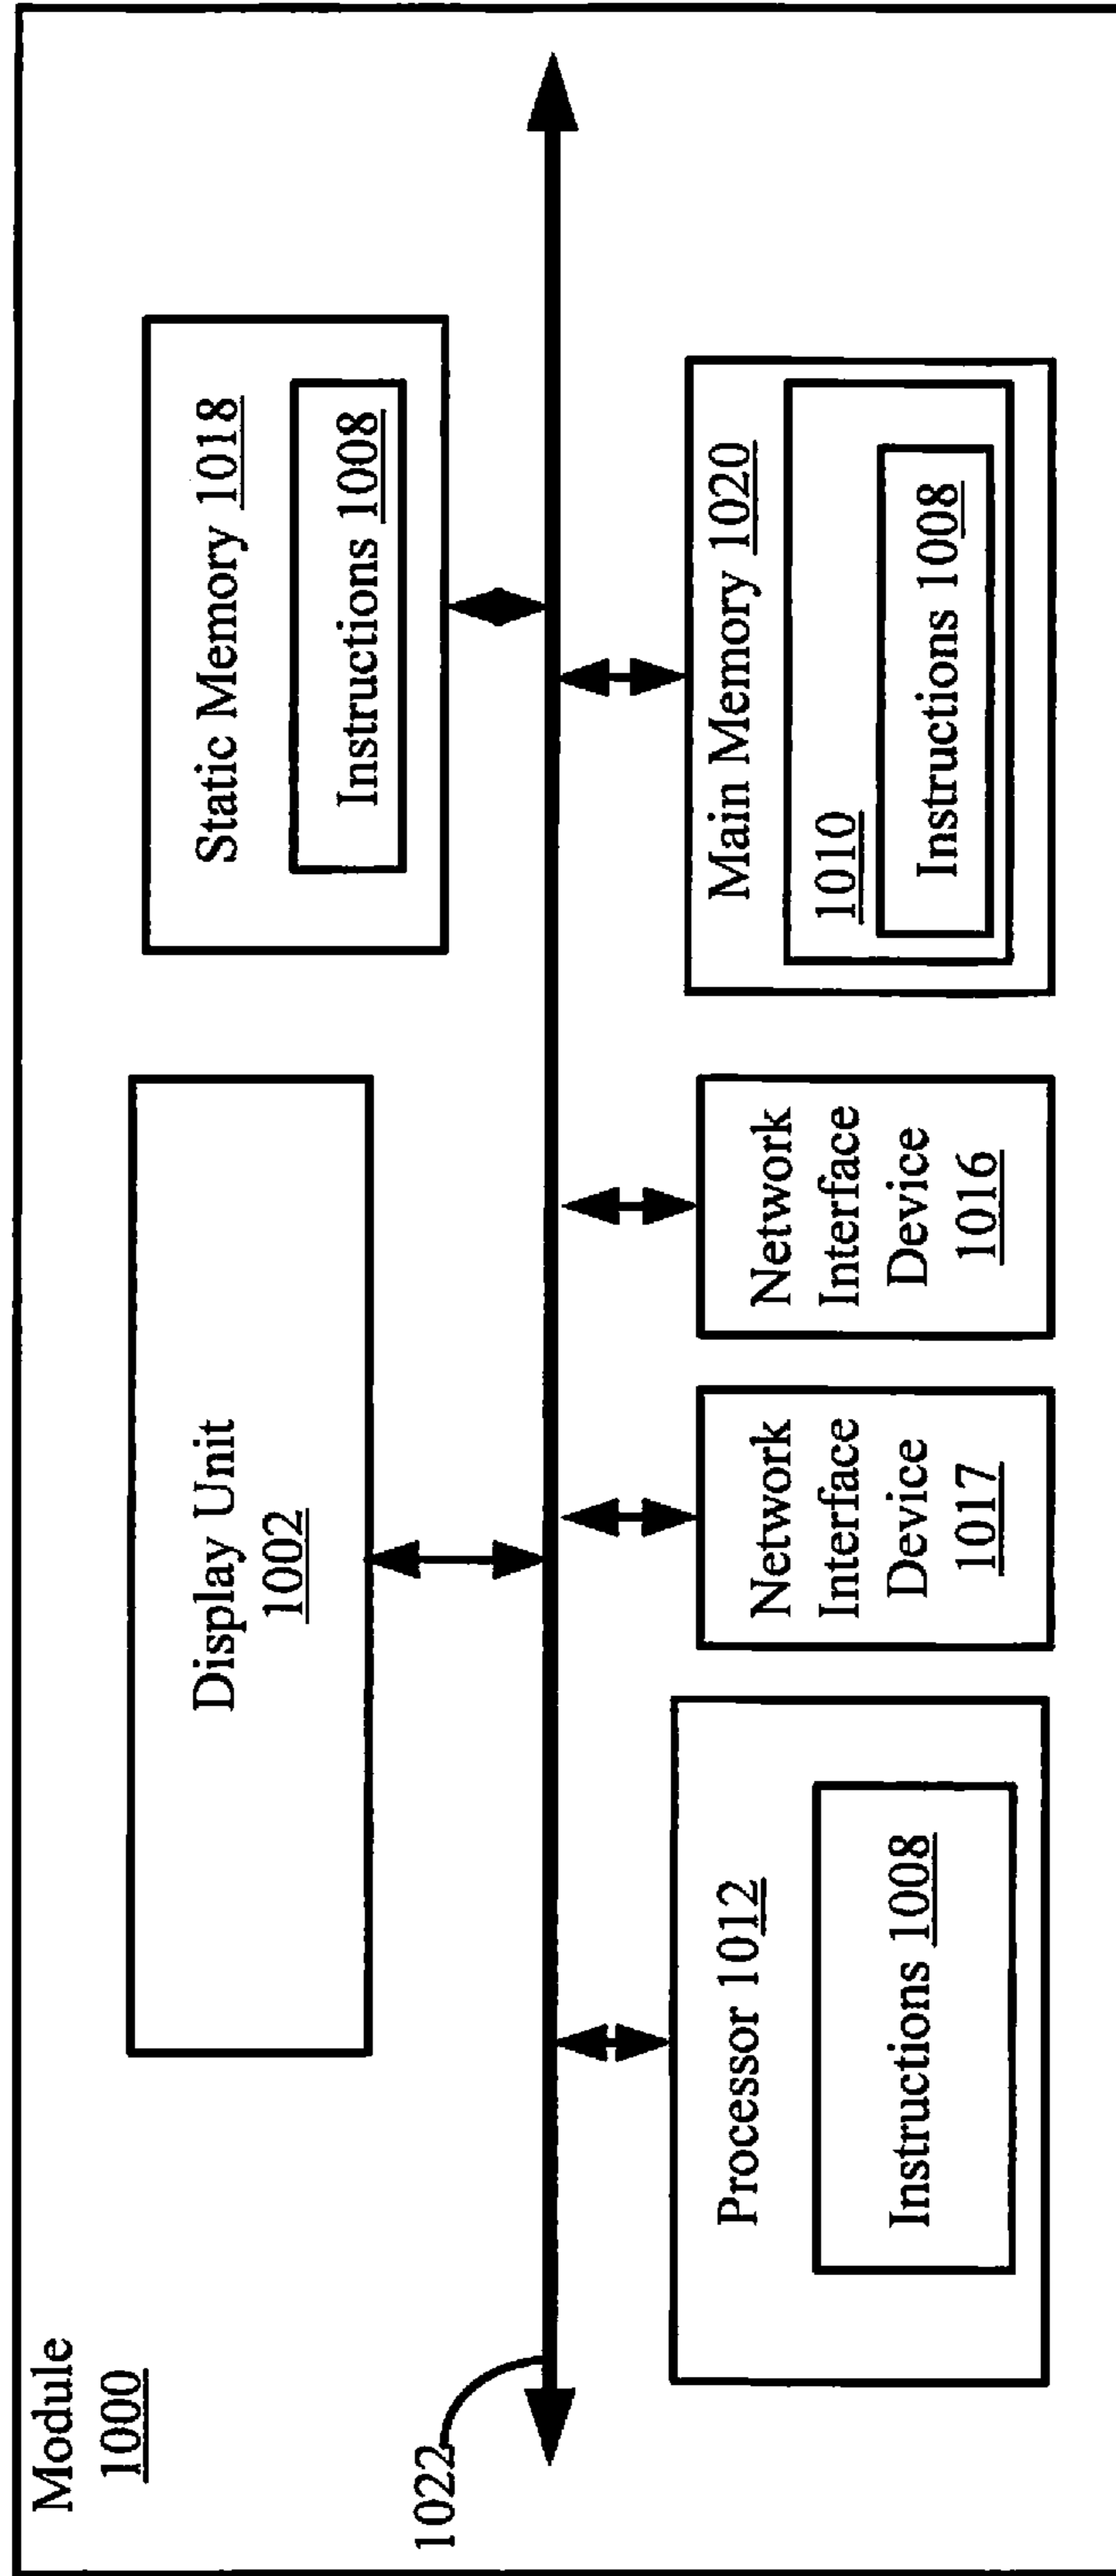 Module
1000
Display Unit
1002
Static Memory 1018
Instructions 1008
1022
Processor 1012
Instructions 1008
Network
Interface
Device
1017
Network
Interface
Device
1016
Main Memory 1020
1010
Instructions 1008